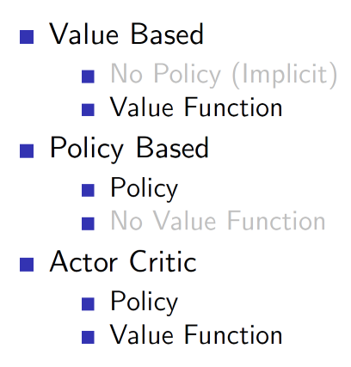 Value Based
No Policy (Implicit)
Value Function
Policy Based
Policy
No Value Function
Actor Critic
Policy
Value Function